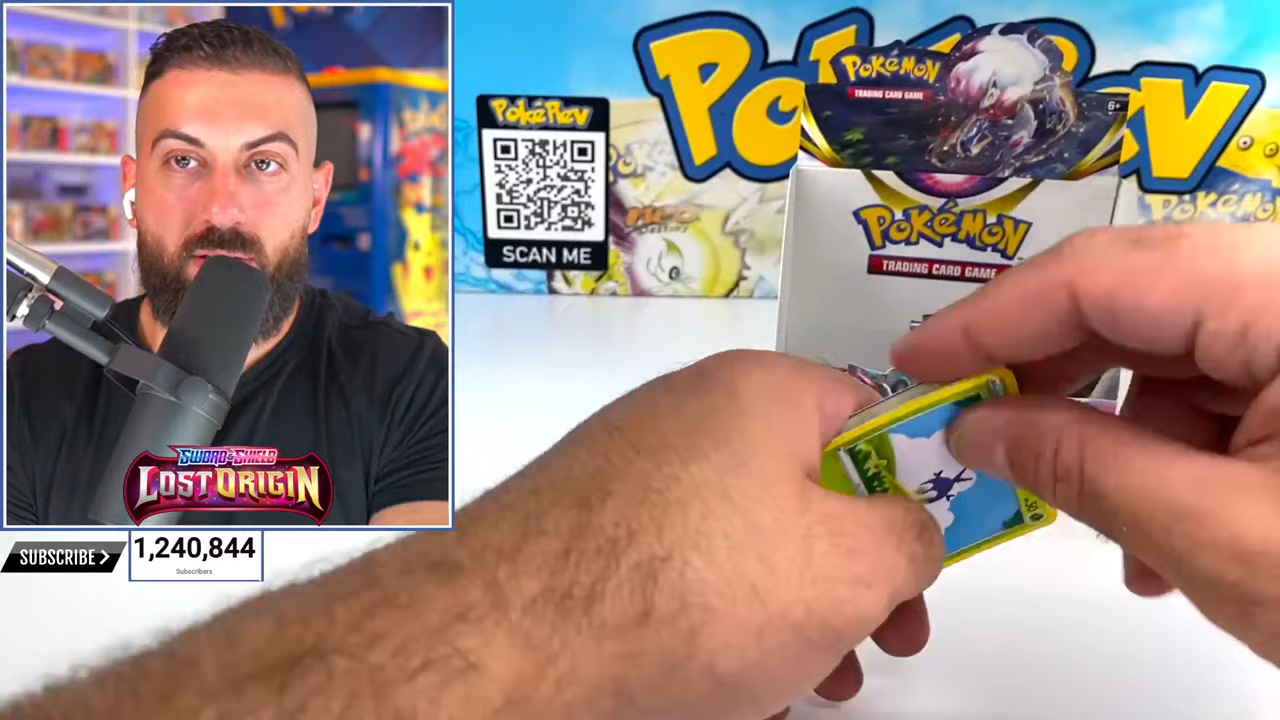 PokéRev
SCAN ME
POKÉMON
TRADING CARD GAME
6+
POKÉMON
TRADING CARD GAME
POKÉMON
SWORD & SHIELD
LOST ORIGIN
SUBSCRIBE >
1,240,844
Subscribers